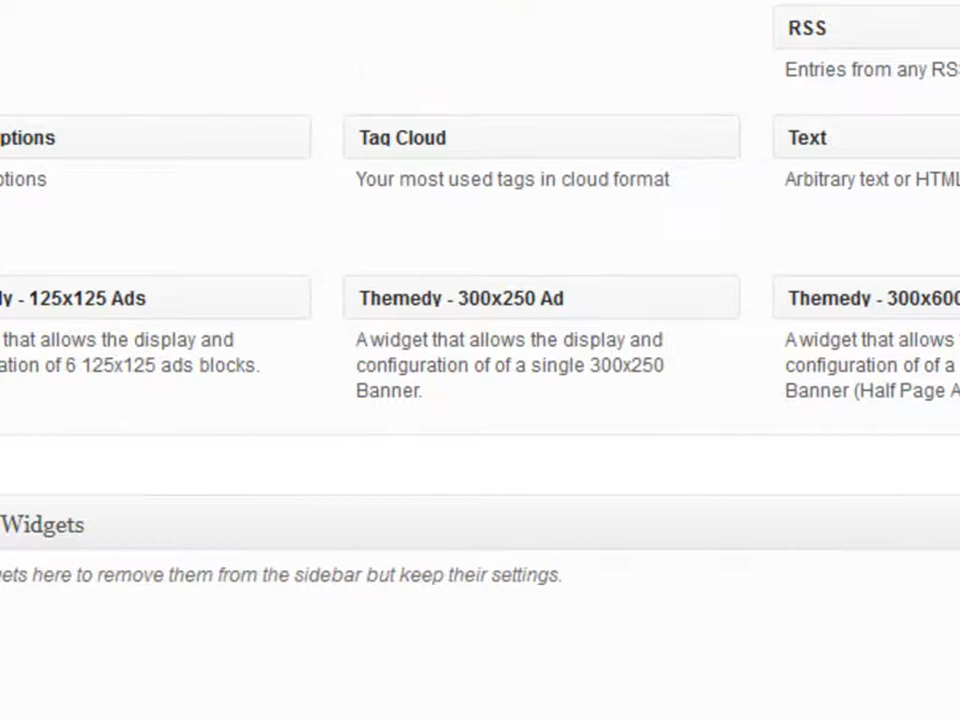 RSS
Entries from any RSS
ptions Tag Cloud Text
otions Your most used tags in cloud format Arbitrary text or HTML
y - 125x125 Ads Themedy - 300x250 Ad Themedy - 300x600
that allows the display and A widget that allows the display and A widget that allows
ation of 6 125x125 ads blocks. configuration of of a single 300x250 configuration of of a
Banner. Banner (Half Page A
Widgets
ets here to remove them from the sidebar but keep their settings.